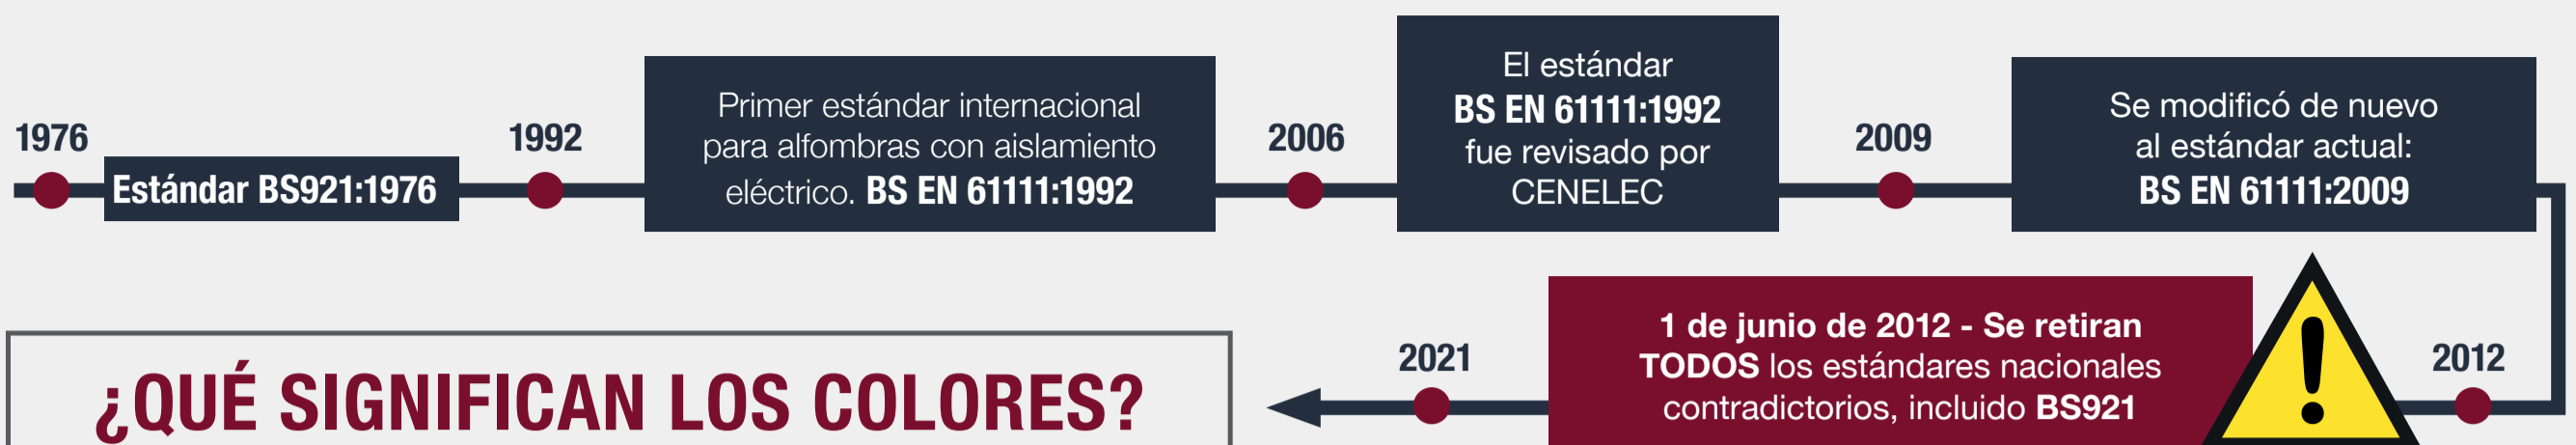 1976
Estándar BS921:1976
1992
Primer estándar internacional
para alfombras con aislamiento
eléctrico. BS EN 61111:1992
2006
El estándar
BS EN 61111:1992
fue revisado por
CENELEC
2009
Se modificó de nuevo
al estándar actual:
BS EN 61111:2009
2012
1 de junio de 2012 - Se retiran
TODOS los estándares nacionales
contradictorios, incluido BS921
!
2021
¿QUÉ SIGNIFICAN LOS COLORES?